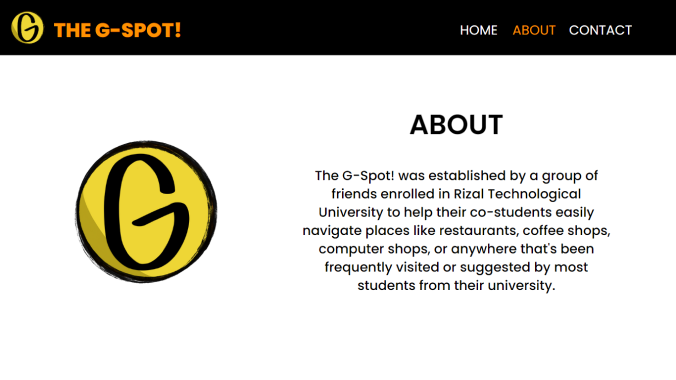 G THE G-SPOT!
HOME ABOUT CONTACT
ABOUT
G
The G-Spot! was established by a group of
friends enrolled in Rizal Technological
University to help their co-students easily
navigate places like restaurants, coffee shops,
computer shops, or anywhere that's been
frequently visited or suggested by most
students from their university.